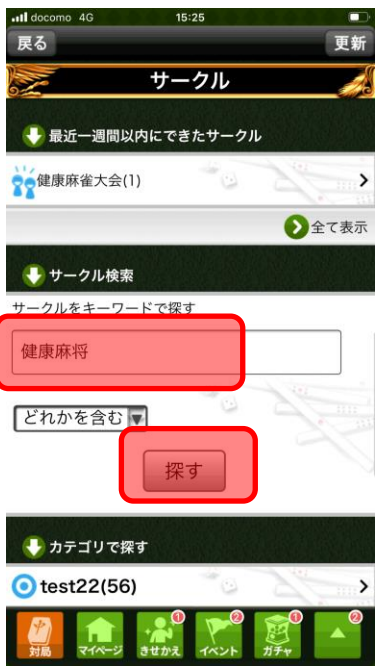 docomo 4G 15:25
戻る サークル 更新
最近一週間以内にできたサークル
健康麻雀大会(1)
全て表示
サークル検索
サークルをキーワードで探す
健康麻将
どれかを含む
探す
カテゴリで探す
test22(56)
1 2 1 2
対局 マイページ きせかえ イベント ガチャ